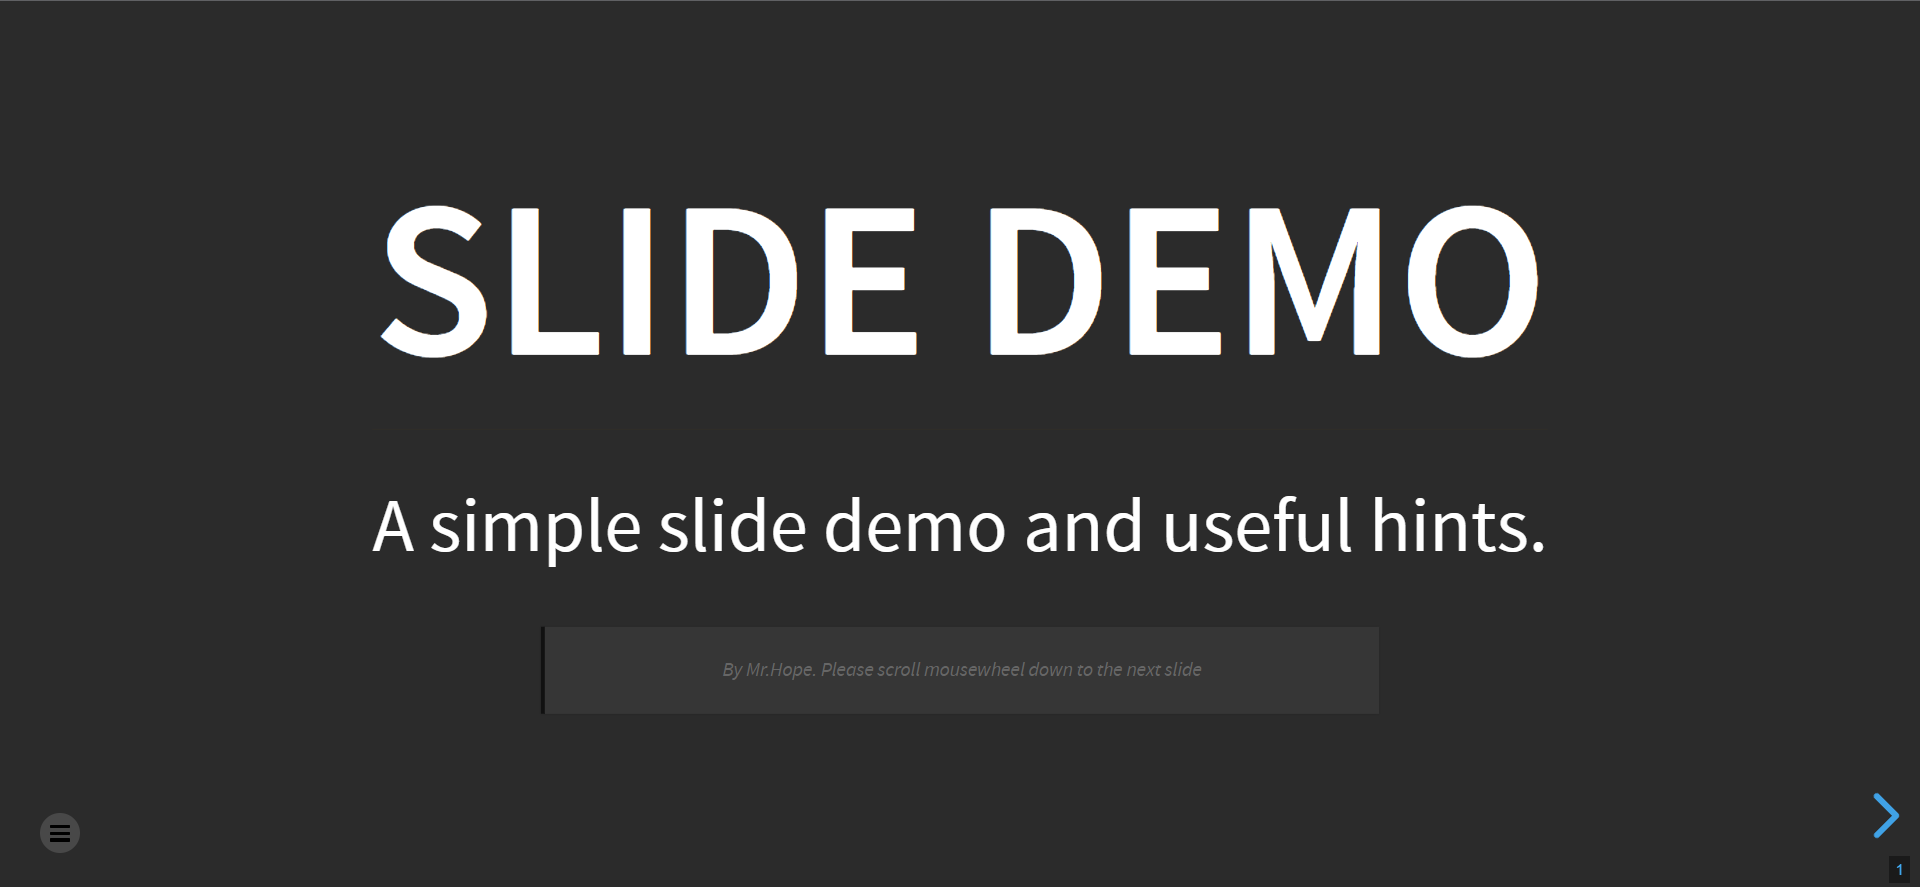 SLIDE DEMO
A simple slide demo and useful hints.
By Mr.Hope. Please scroll mousewheel down to the next slide
1